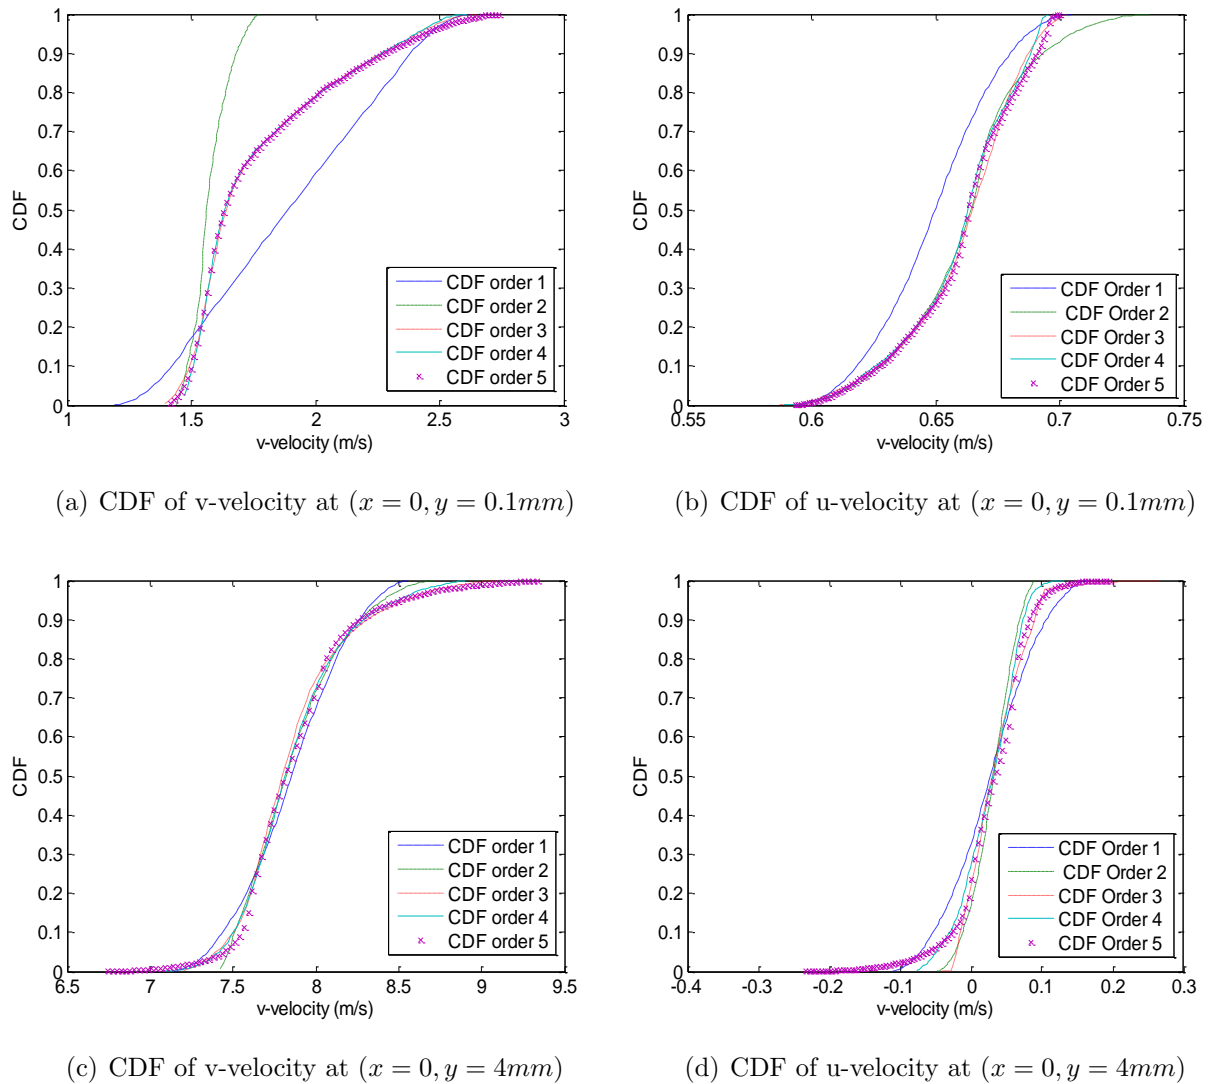 1
0.9
0.8
0.7
0.6
0.5
0.4
0.3
0.2
0.1
0
CDF
1
1.5
2
2.5
3
v-velocity (m/s)
CDF order 1
CDF order 2
CDF order 3
CDF order 4
CDF order 5
(a) CDF of v-velocity at (x = 0, y = 0.1mm)
1
0.9
0.8
0.7
0.6
0.5
0.4
0.3
0.2
0.1
0
CDF
0.55
0.6
0.65
0.7
0.75
v-velocity (m/s)
CDF Order 1
CDF Order 2
CDF Order 3
CDF Order 4
CDF Order 5
(b) CDF of u-velocity at (x = 0, y = 0.1mm)
1
0.9
0.8
0.7
0.6
0.5
0.4
0.3
0.2
0.1
0
CDF
6.5
7
7.5
8
8.5
9
9.5
v-velocity (m/s)
CDF order 1
CDF order 2
CDF order 3
CDF order 4
CDF order 5
(c) CDF of v-velocity at (x = 0, y = 4mm)
1
0.9
0.8
0.7
0.6
0.5
0.4
0.3
0.2
0.1
0
CDF
-0.4
-0.3
-0.2
-0.1
0
0.1
0.2
0.3
v-velocity (m/s)
CDF Order 1
CDF Order 2
CDF Order 3
CDF Order 4
CDF Order 5
(d) CDF of u-velocity at (x = 0, y = 4mm)